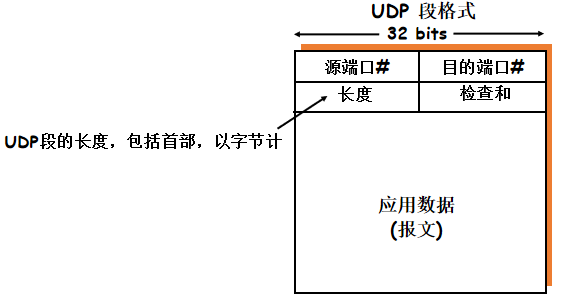 UDP 段格式
32 bits
源端口#
目的端口#
长度
检查和
UDP段的长度，包括首部，以字节计
应用数据
(报文)